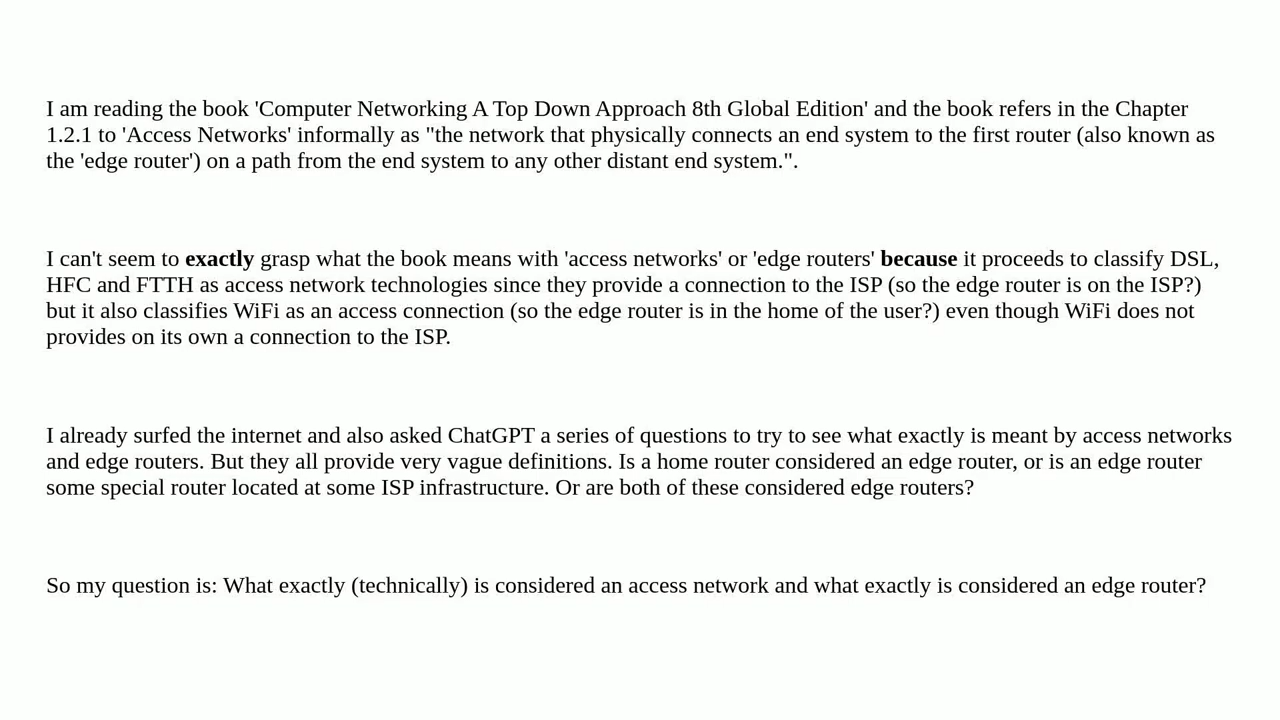 I am reading the book 'Computer Networking A Top Down Approach 8th Global Edition' and the book refers in the Chapter
1.2.1 to 'Access Networks' informally as "the network that physically connects an end system to the first router (also known as
the 'edge router') on a path from the end system to any other distant end system.".
I can't seem to exactly grasp what the book means with 'access networks' or 'edge routers' because it proceeds to classify DSL,
HFC and FTTH as access network technologies since they provide a connection to the ISP (so the edge router is on the ISP?)
but it also classifies WiFi as an access connection (so the edge router is in the home of the user?) even though WiFi does not
provides on its own a connection to the ISP.
I already surfed the internet and also asked ChatGPT a series of questions to try to see what exactly is meant by access networks
and edge routers. But they all provide very vague definitions. Is a home router considered an edge router, or is an edge router
some special router located at some ISP infrastructure. Or are both of these considered edge routers?
So my question is: What exactly (technically) is considered an access network and what exactly is considered an edge router?